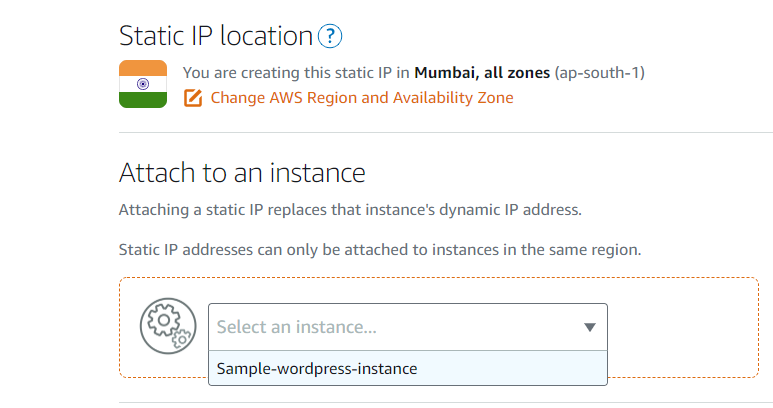 Static IP location ?
You are creating this static IP in Mumbai, all zones (ap-south-1)
Change AWS Region and Availability Zone
Attach to an instance
Attaching a static IP replaces that instance's dynamic IP address.
Static IP addresses can only be attached to instances in the same region.
Select an instance...
Sample-wordpress-instance